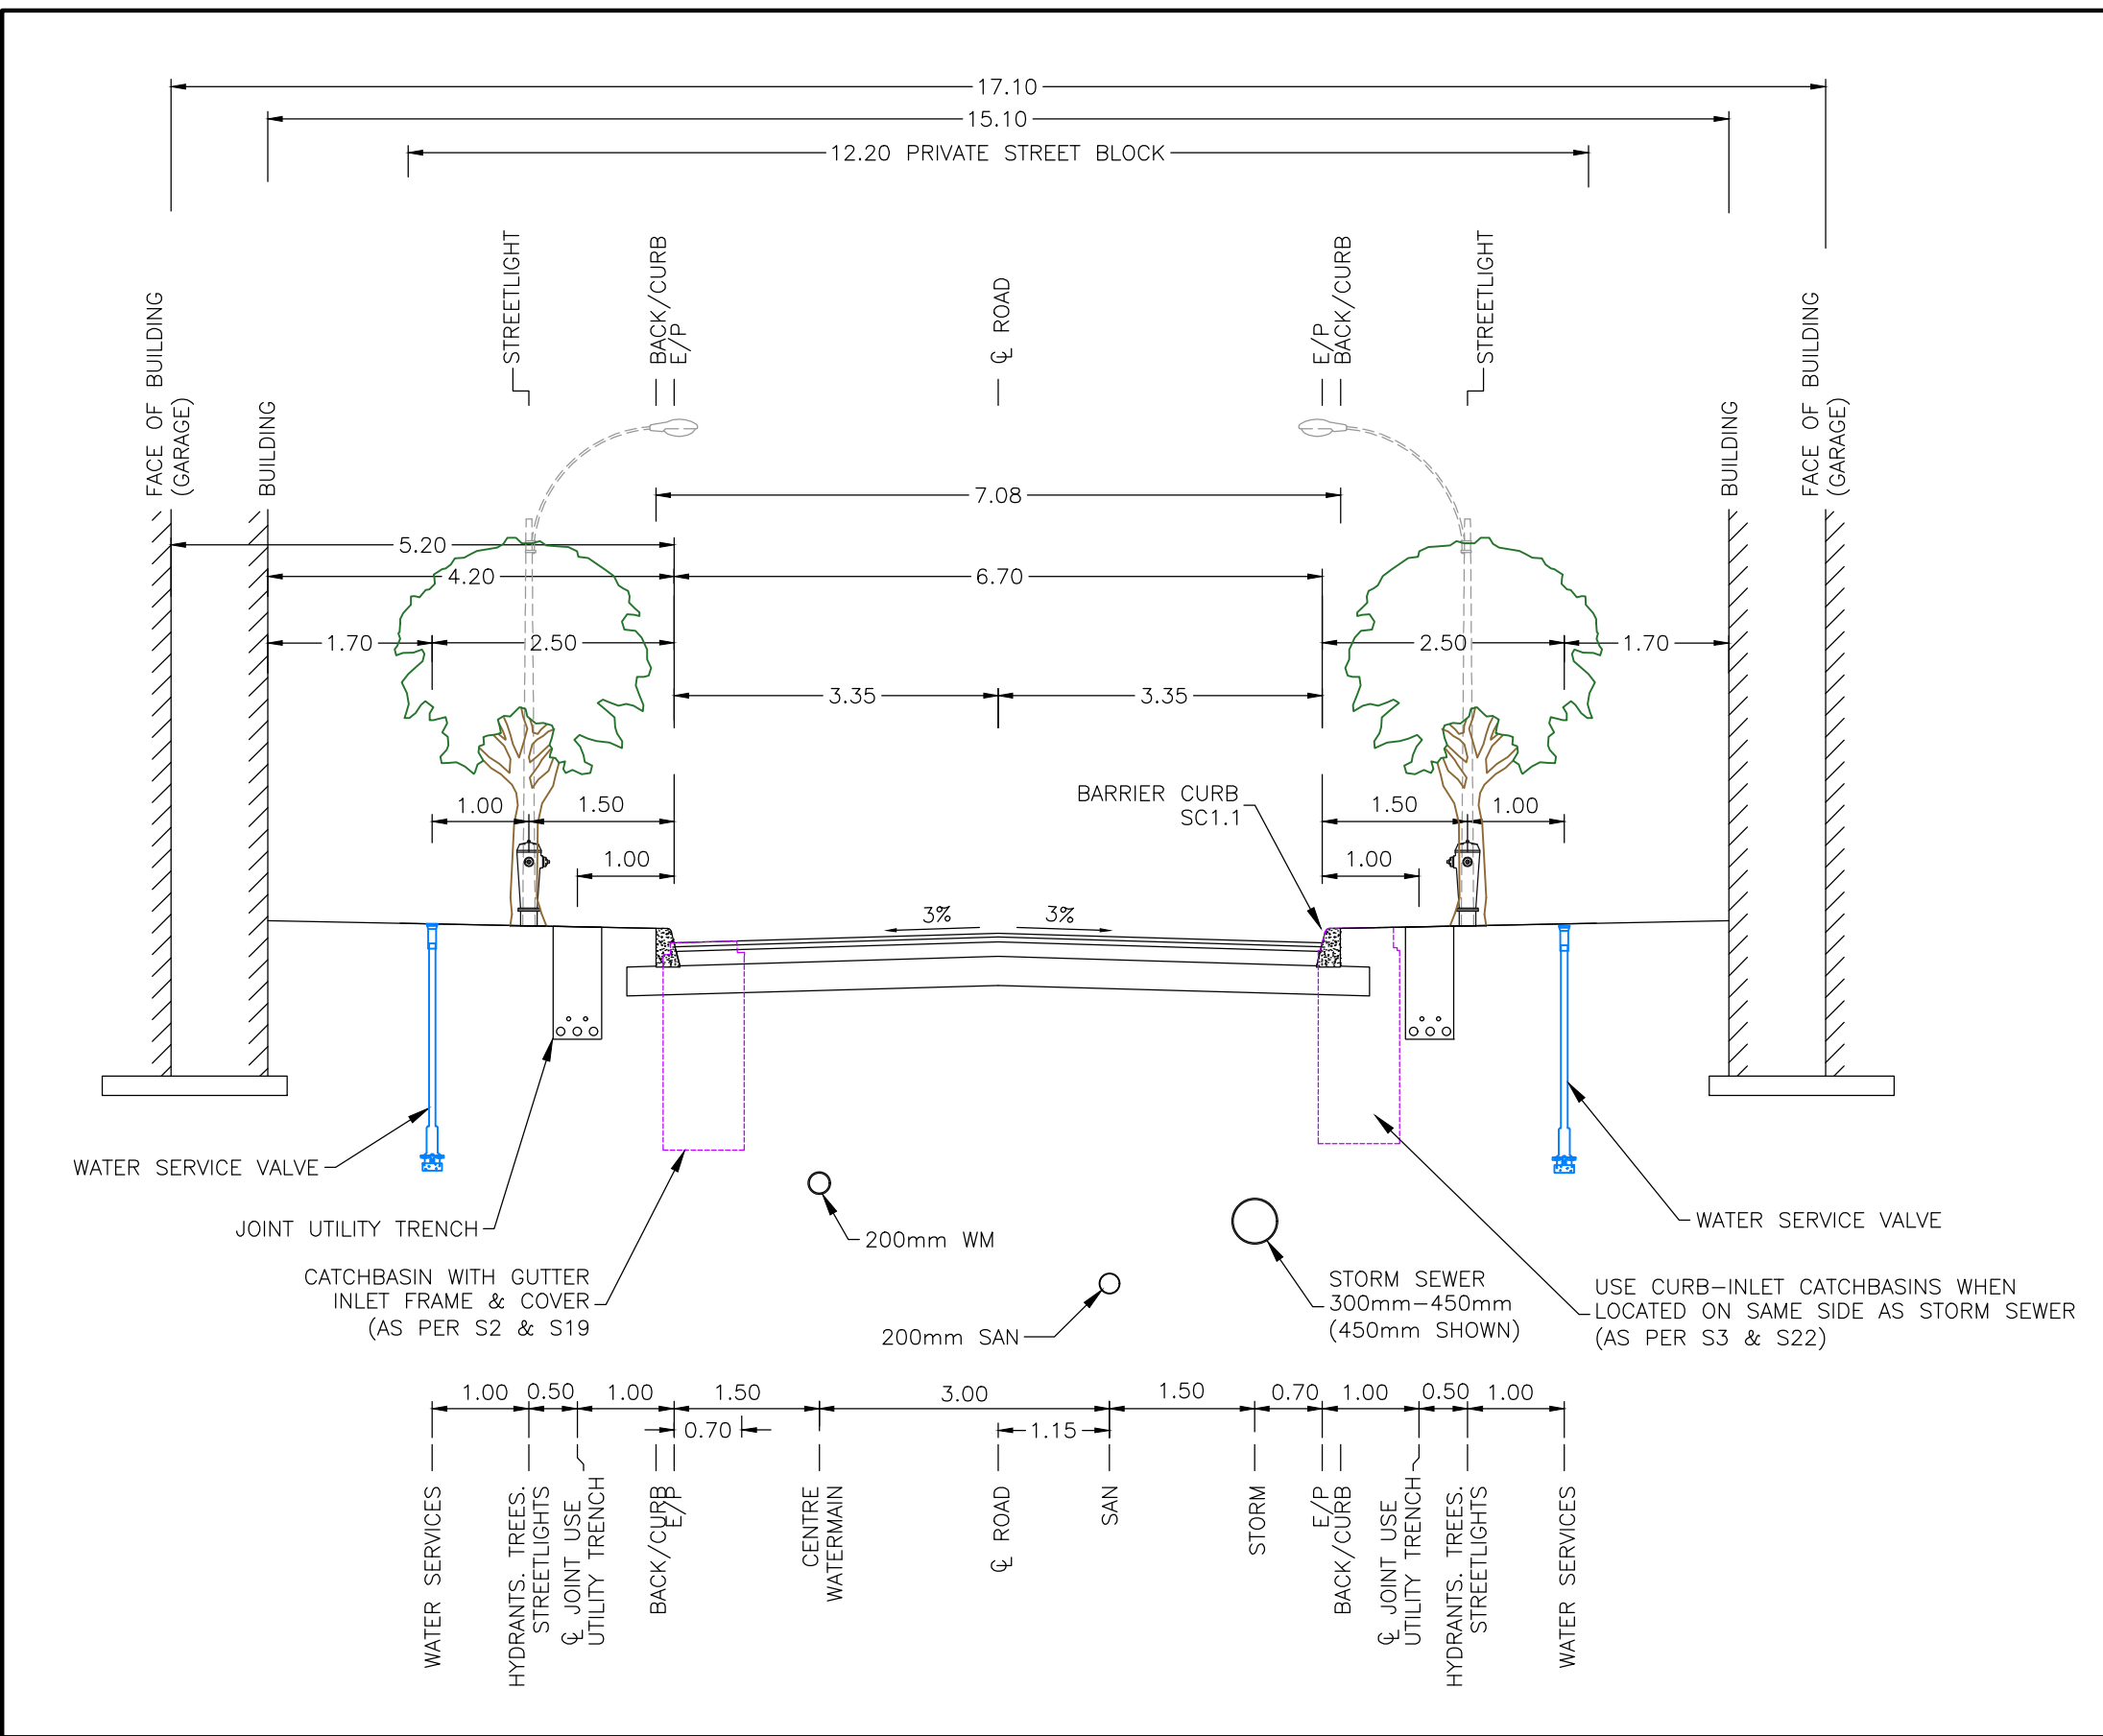 17.10
15.10
12.20 PRIVATE STREET BLOCK
FACE OF BUILDING
(GARAGE)
BUILDING
STREETLIGHT
BACK/CURB
E/P
℄ ROAD
E/P
BACK/CURB
STREETLIGHT
BUILDING
FACE OF BUILDING
(GARAGE)
7.08
5.20
4.20
6.70
1.70
2.50
2.50
1.70
3.35
3.35
1.00
1.50
BARRIER CURB
SC1.1
1.50
1.00
1.00
1.00
3%
3%
WATER SERVICE VALVE
JOINT UTILITY TRENCH
CATCHBASIN WITH GUTTER
INLET FRAME & COVER
(AS PER S2 & S19
200mm WM
200mm SAN
STORM SEWER
300mm-450mm
(450mm SHOWN)
WATER SERVICE VALVE
USE CURB-INLET CATCHBASINS WHEN
LOCATED ON SAME SIDE AS STORM SEWER
(AS PER S3 & S22)
1.00
0.50
1.00
1.50
3.00
1.50
0.70
1.00
0.50
1.00
0.70
1.15
WATER SERVICES
HYDRANTS. TREES.
STREETLIGHTS
℄ JOINT USE
UTILITY TRENCH
BACK/CURB
E/P
CENTRE
WATERMAIN
℄ ROAD
SAN
STORM
E/P
BACK/CURB
℄ JOINT USE
UTILITY TRENCH
HYDRANTS. TREES.
STREETLIGHTS
WATER SERVICES